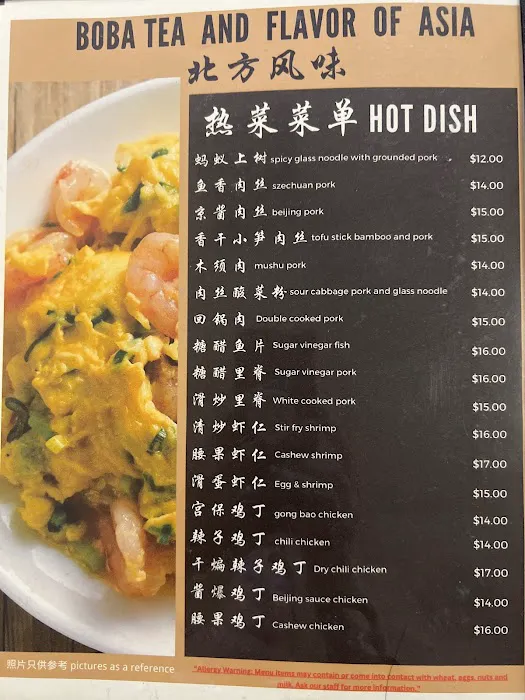 BOBA TEA AND FLAVOR OF ASIA
北方风味
热菜菜单 HOT DISH
蚂蚁上树 spicy glass noodle with grounded pork $12.00
鱼香肉丝 szechuan pork $14.00
京酱肉丝 beijing pork $15.00
香干小笋肉丝 tofu stick bamboo and pork $15.00
木须肉 mushu pork $14.00
肉丝酸菜粉 sour cabbage pork and glass noodle $14.00
回锅肉 Double cooked pork $15.00
糖醋鱼片 Sugar vinegar fish $16.00
糖醋里脊 Sugar vinegar pork $16.00
滑炒里脊 White cooked pork $15.00
清炒虾仁 Stir fry shrimp $16.00
腰果虾仁 Cashew shrimp $17.00
滑蛋虾仁 Egg & shrimp $15.00
宫保鸡丁 gong bao chicken $14.00
辣子鸡丁 chili chicken $14.00
干煸辣子鸡丁 Dry chili chicken $17.00
酱爆鸡丁 Beijing sauce chicken $14.00
腰果鸡丁 Cashew chicken $16.00
照片只供参考 pictures as a reference
"Allergy Warning: Menu items may contain or come into contact with wheat, eggs, nuts and
milk. Ask our staff for more information."